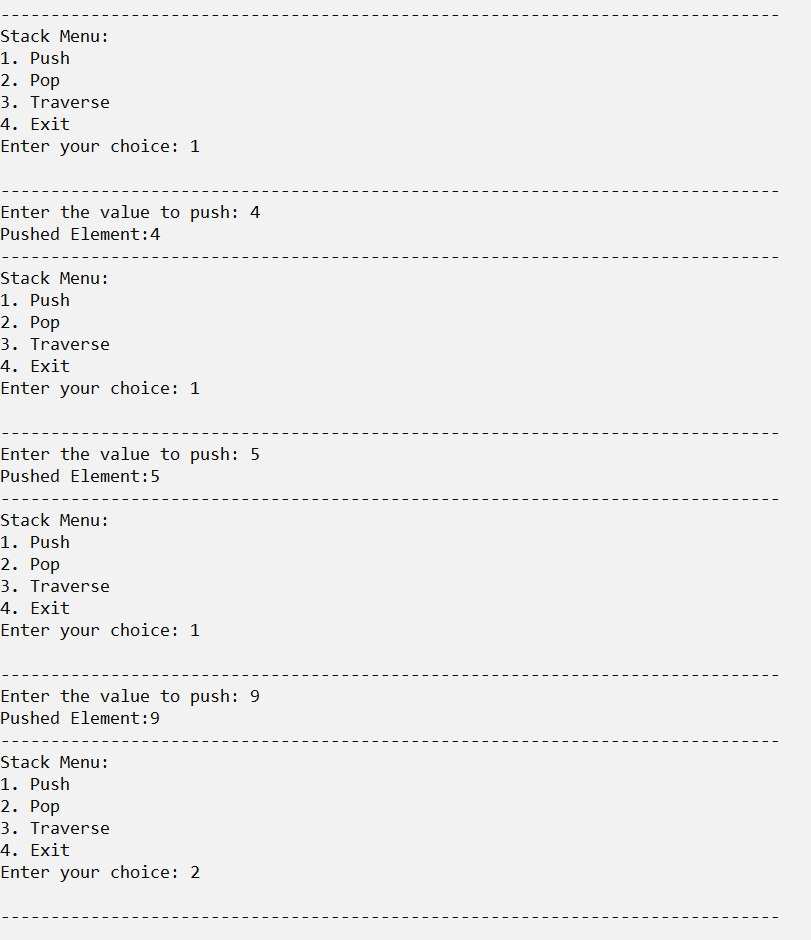 ------------------------------------------------------------------------------
Stack Menu:
1. Push
2. Pop
3. Traverse
4. Exit
Enter your choice: 1
------------------------------------------------------------------------------
Enter the value to push: 4
Pushed Element:4
------------------------------------------------------------------------------
Stack Menu:
1. Push
2. Pop
3. Traverse
4. Exit
Enter your choice: 1
------------------------------------------------------------------------------
Enter the value to push: 5
Pushed Element:5
------------------------------------------------------------------------------
Stack Menu:
1. Push
2. Pop
3. Traverse
4. Exit
Enter your choice: 1
------------------------------------------------------------------------------
Enter the value to push: 9
Pushed Element:9
------------------------------------------------------------------------------
Stack Menu:
1. Push
2. Pop
3. Traverse
4. Exit
Enter your choice: 2
------------------------------------------------------------------------------